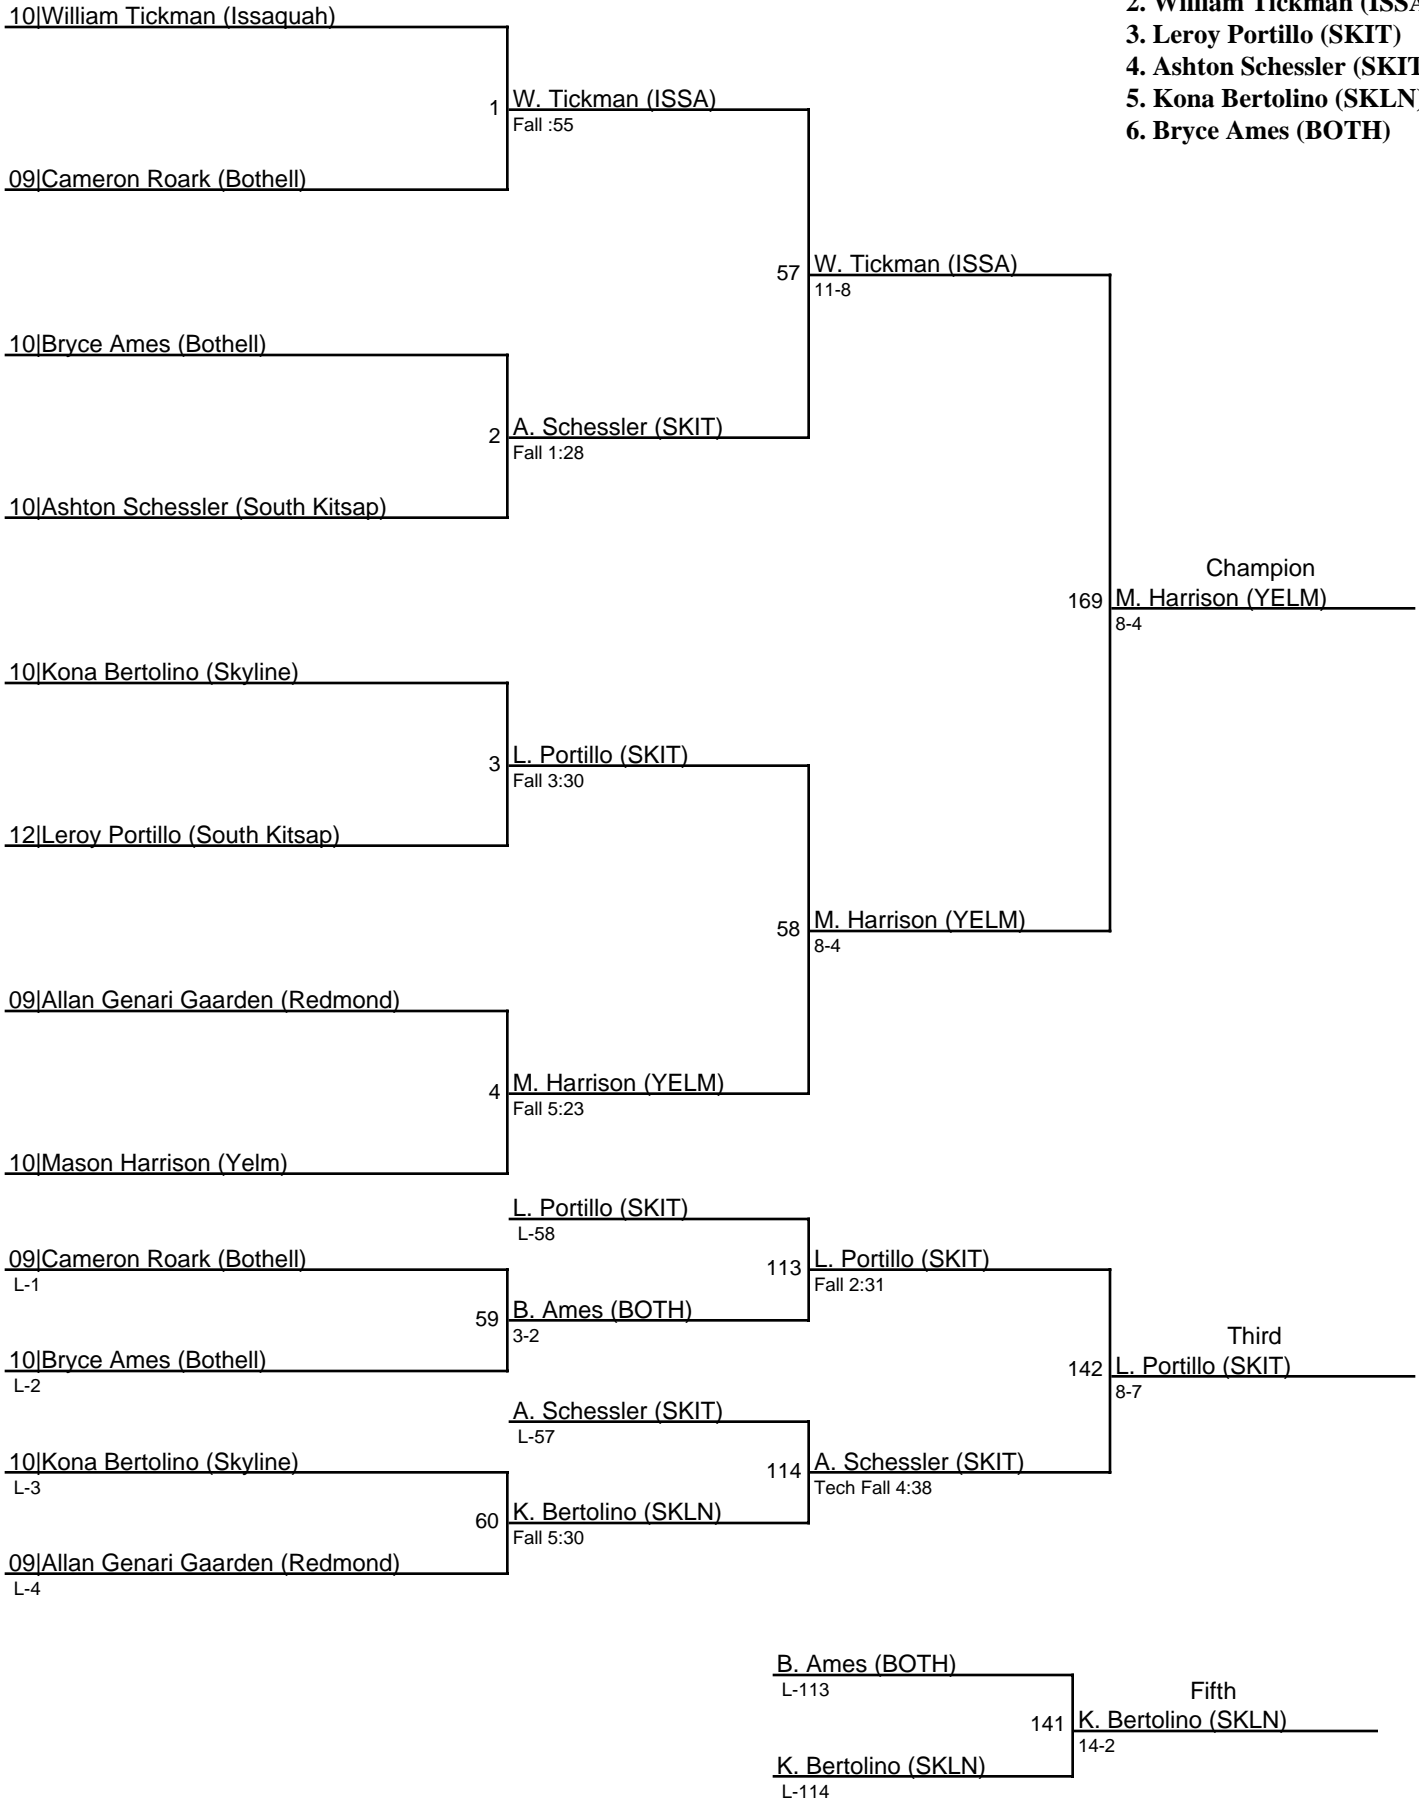 10|William Tickman (Issaquah)
2. William Tickman (ISSA
3. Leroy Portillo (SKIT)
4. Ashton Schessler (SKIT
5. Kona Bertolino (SKLN)
6. Bryce Ames (BOTH)
1
W. Tickman (ISSA)
Fall :55
09|Cameron Roark (Bothell)
57
W. Tickman (ISSA)
11-8
10|Bryce Ames (Bothell)
2
A. Schessler (SKIT)
Fall 1:28
10|Ashton Schessler (South Kitsap)
Champion
169
M. Harrison (YELM)
8-4
10|Kona Bertolino (Skyline)
3
L. Portillo (SKIT)
Fall 3:30
12|Leroy Portillo (South Kitsap)
58
M. Harrison (YELM)
8-4
09|Allan Genari Gaarden (Redmond)
4
M. Harrison (YELM)
Fall 5:23
10|Mason Harrison (Yelm)
L. Portillo (SKIT)
L-58
09|Cameron Roark (Bothell)
L-1
113
L. Portillo (SKIT)
Fall 2:31
59
B. Ames (BOTH)
3-2
10|Bryce Ames (Bothell)
L-2
Third
142
L. Portillo (SKIT)
8-7
A. Schessler (SKIT)
L-57
10|Kona Bertolino (Skyline)
L-3
114
A. Schessler (SKIT)
Tech Fall 4:38
60
K. Bertolino (SKLN)
Fall 5:30
09|Allan Genari Gaarden (Redmond)
L-4
B. Ames (BOTH)
L-113
Fifth
141
K. Bertolino (SKLN)
14-2
K. Bertolino (SKLN)
L-114